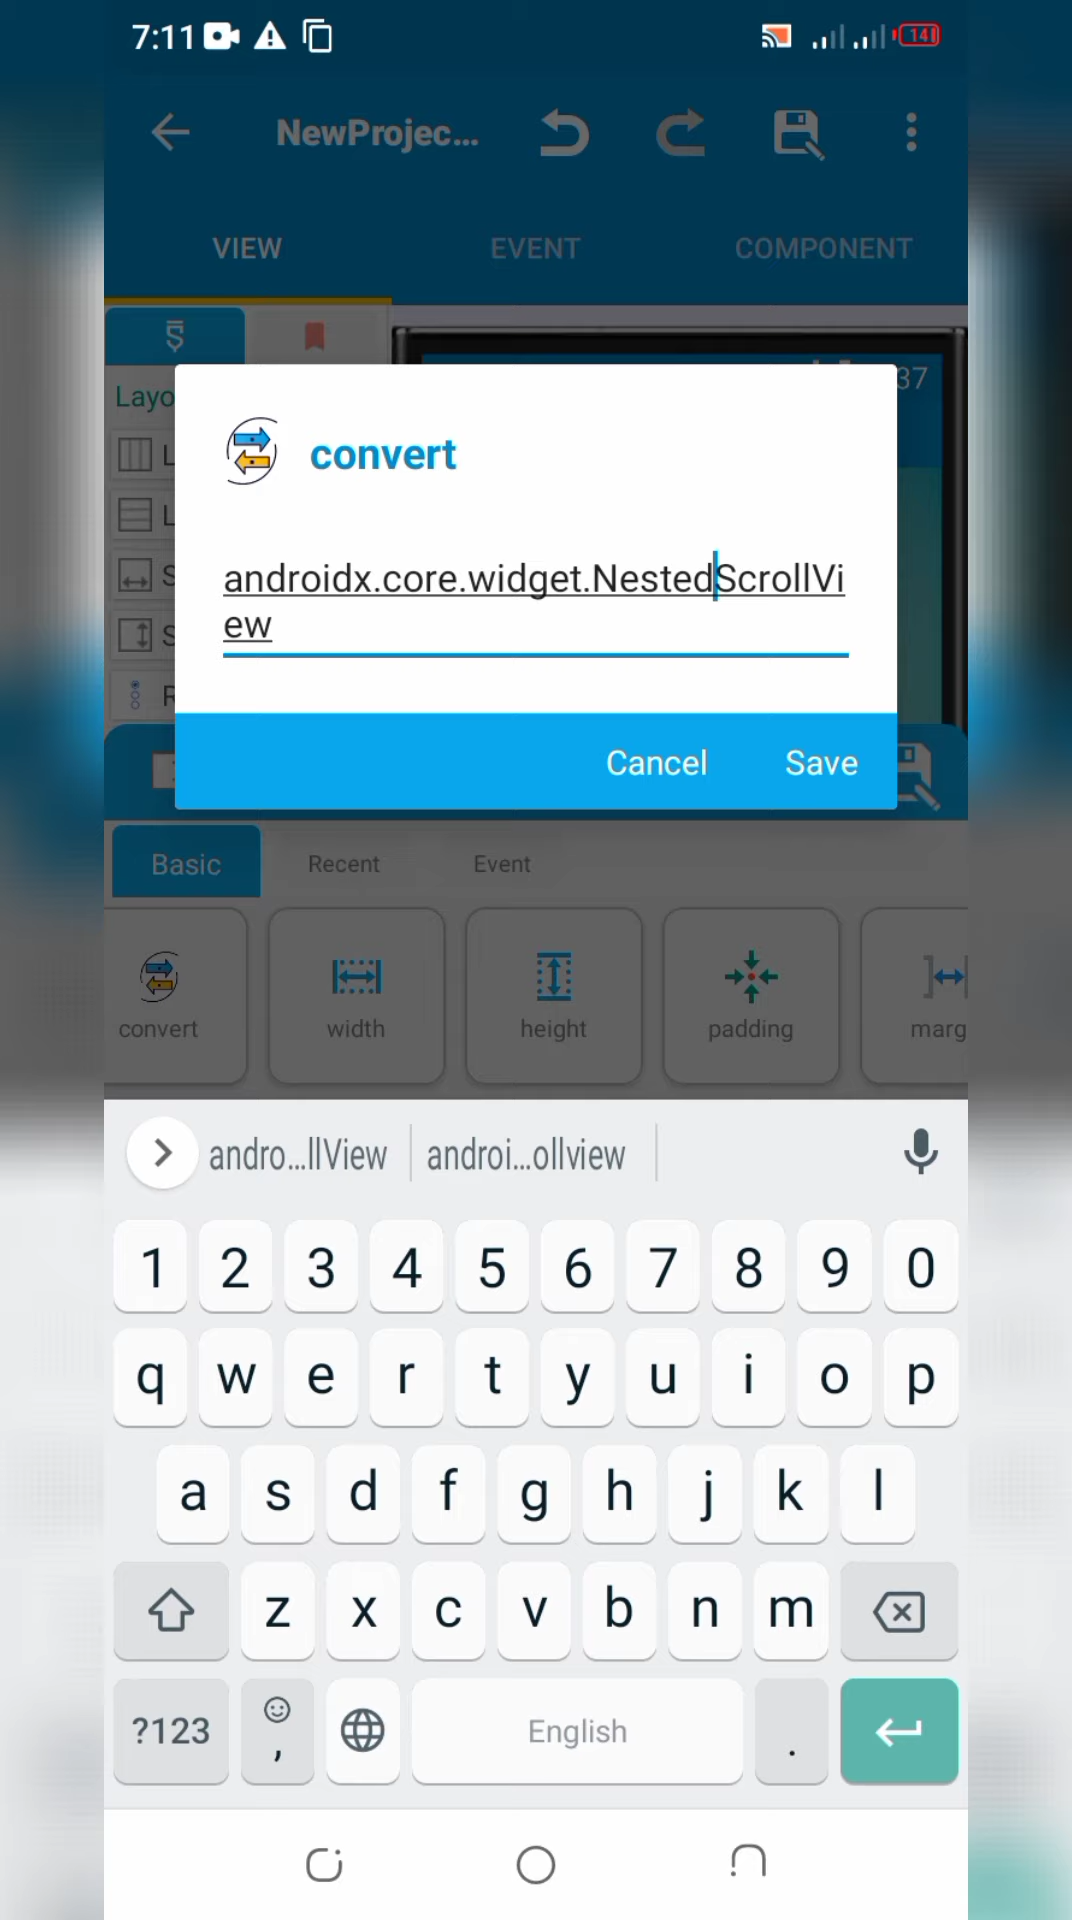 7:11
14
NewProjec...
VIEW EVENT COMPONENT
37
Layo
L
L
S
S
R
convert
androidx.core.widget.NestedScrollVi
ew
Cancel Save
Basic Recent Event
convert width height padding marg
andro...llView androi...ollview
1 2 3 4 5 6 7 8 9 0
q w e r t y u i o p
a s d f g h j k l
z x c v b n m
?123 , English .